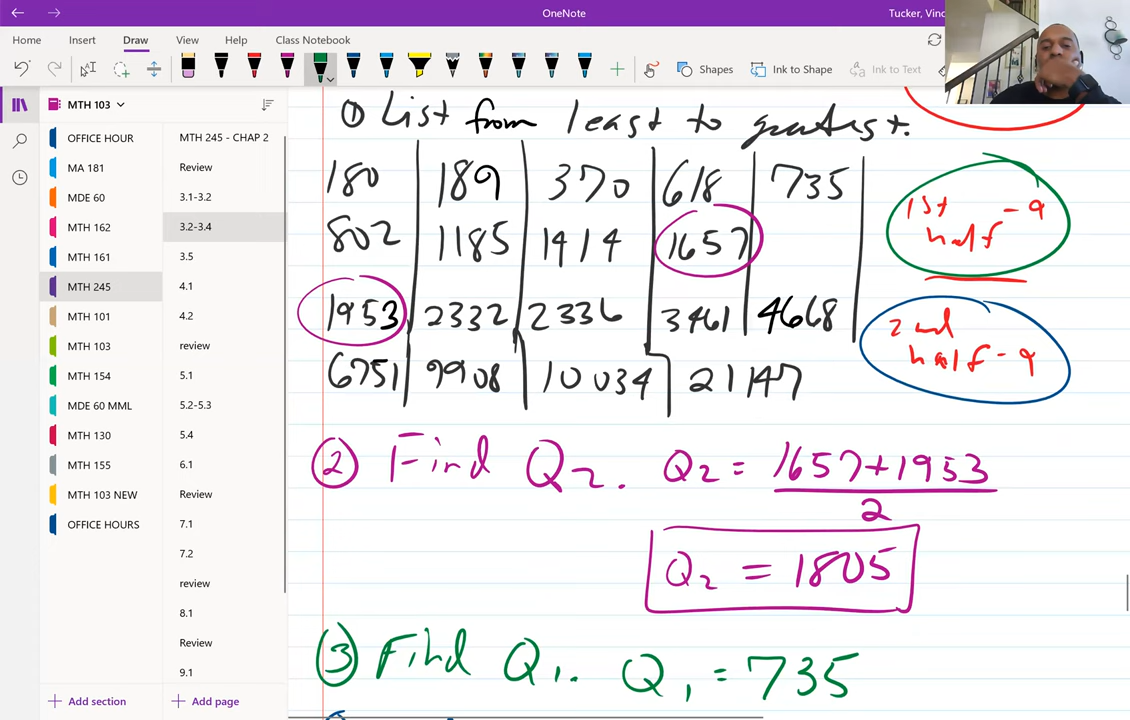 OneNote
Tucker, Vinc
Home Insert Draw View Help Class Notebook
Shapes Ink to Shape Ink to Text
MTH 103
OFFICE HOUR
MA 181
MDE 60
MTH 162
MTH 161
MTH 245
MTH 101
MTH 103
MTH 154
MDE 60 MML
MTH 130
MTH 155
MTH 103 NEW
OFFICE HOURS
Add section
MTH 245 - CHAP 2
Review
3.1-3.2
3.2-3.4
3.5
4.1
4.2
review
5.1
5.2-5.3
5.4
6.1
Review
7.1
7.2
review
8.1
Review
9.1
Add page
① List from least to greatest.
180 189 370 618 735
802 1185 1414 1657
1953 2332 2336 3461 4668
6751 9908 10034 21147
1st - 9
half
2nd
half - 9
② Find Q2. Q2 = 1657+1953
2
Q2 = 1805
③ Find Q1. Q1 = 735